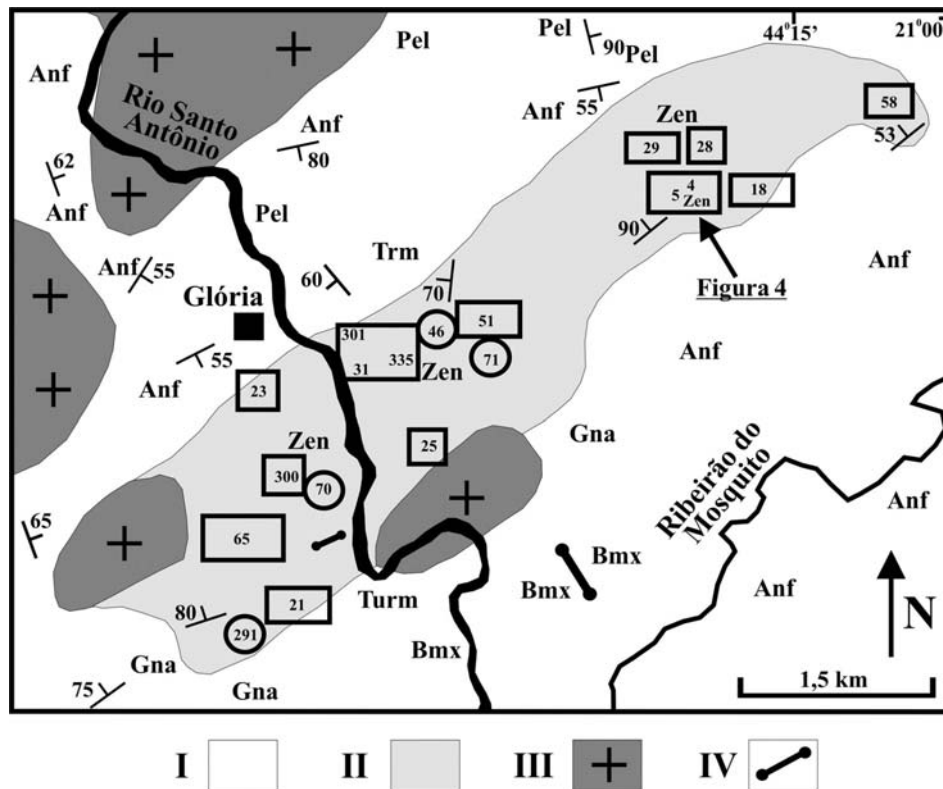 44°15'
21°00'
Pel
Pel
Pel
90
Anf
55
Anf
Rio Santo
Antônio
Anf
80
Zen
58
53
29
28
62
Anf
4
5
Zen
18
Pel
90
Anf
55
Trm
60
70
Anf
Figura 4
Glória
301
46
51
31
335
Zen
71
55
Anf
23
Anf
Zen
25
Gna
300
70
Ribeirão do
Mosquito
Anf
65
65
Bmx
Bmx
Turm
Anf
21
80
291
N
Gna
Bmx
75
Gna
1,5 km
I
II
III
IV